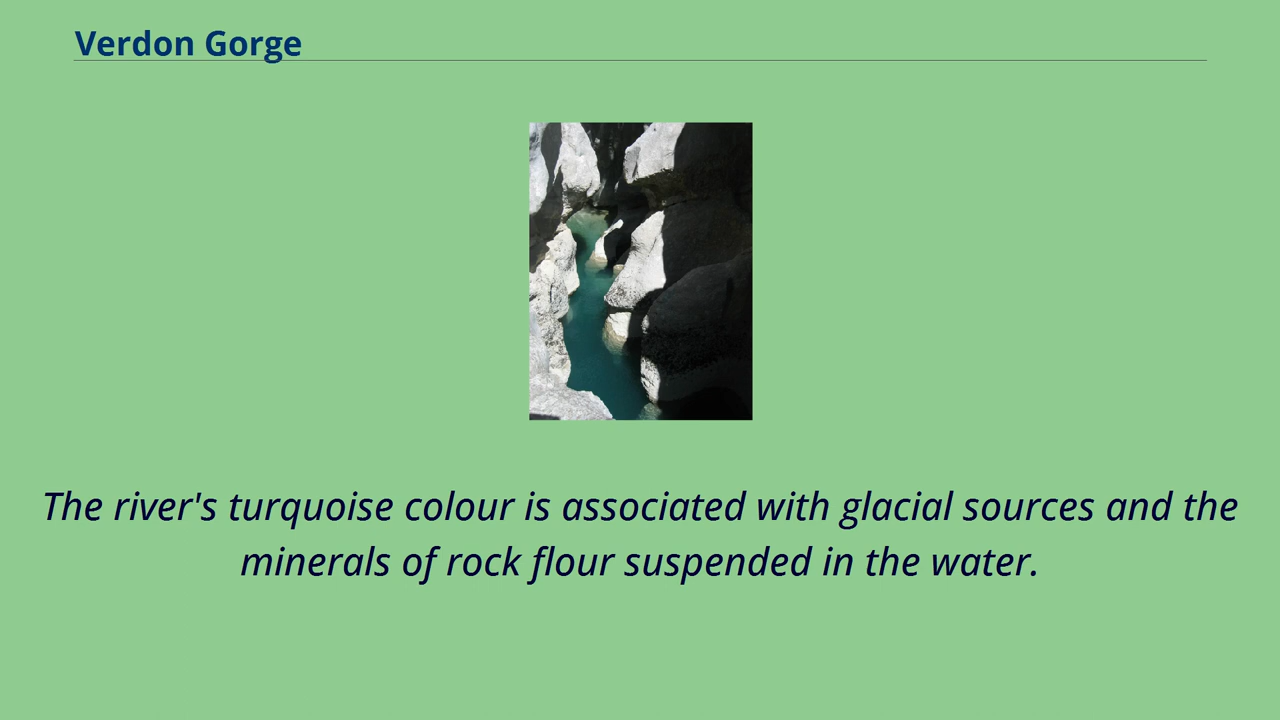 Verdon Gorge
The river's turquoise colour is associated with glacial sources and the
minerals of rock flour suspended in the water.